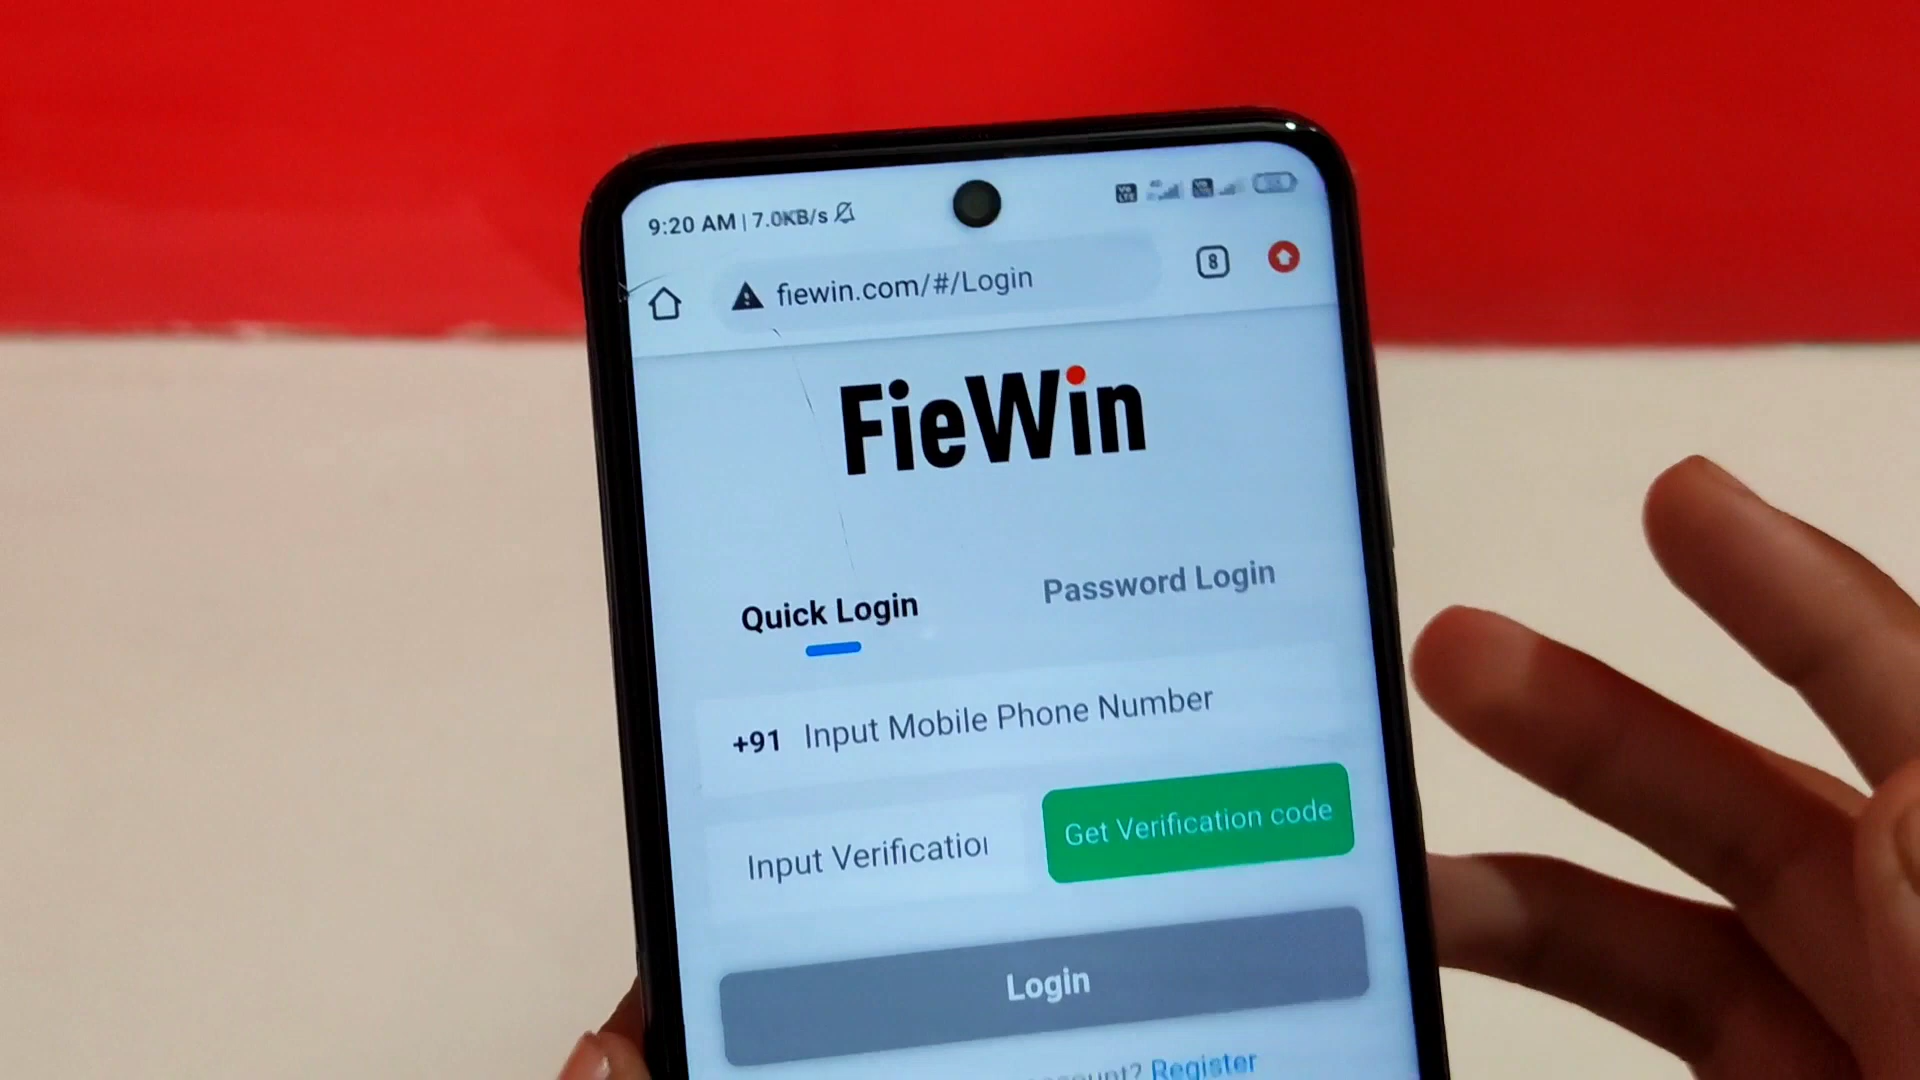 9:20 AM | 7.0KB/s
8
fiewin.com/#/Login
FieWin
Quick Login
Password Login
+91 Input Mobile Phone Number
Input Verification
Get Verification code
Login
Register